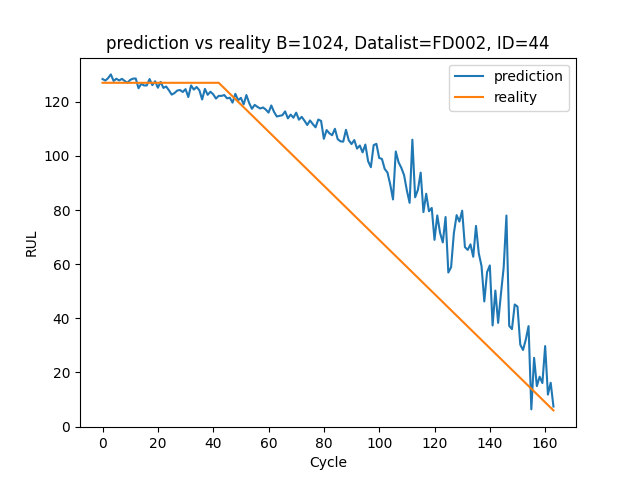 prediction vs reality B=1024, Datalist=FD002, ID=44
prediction
reality
RUL
120
100
80
60
40
20
0
0 20 40 60 80 100 120 140 160
Cycle